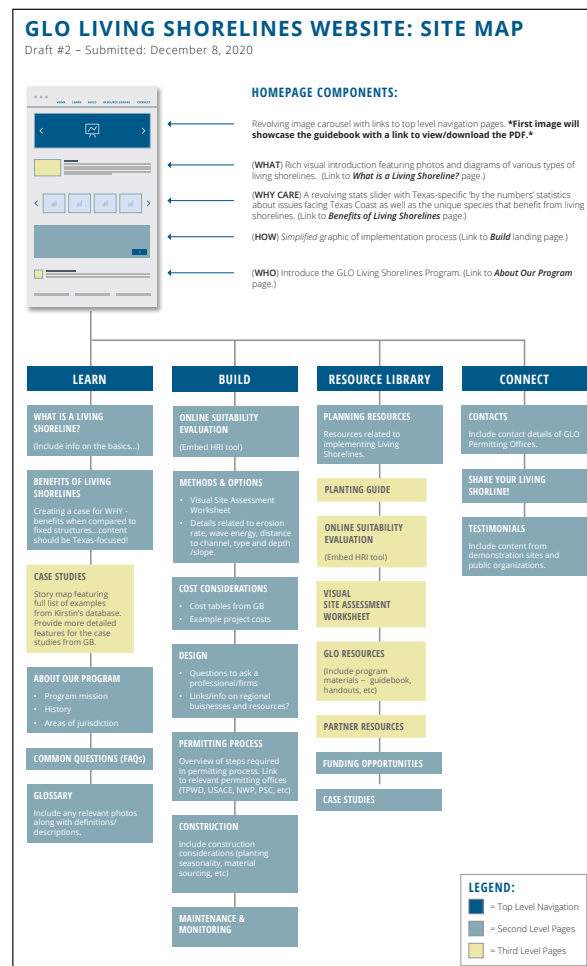 GLO LIVING SHORELINES WEBSITE: SITE MAP
Draft #2 – Submitted: December 8, 2020
HOMEPAGE COMPONENTS:
HOME LEARN BUILD RESOURCE LIBRARY CONNECT
Revolving image carousel with links to top level navigation pages. *First image will
showcase the guidebook with a link to view/download the PDF.*
(WHAT) Rich visual introduction featuring photos and diagrams of various types of
living shorelines. (Link to What is a Living Shoreline? page.)
(WHY CARE) A revolving stats slider with Texas-specific 'by the numbers' statistics
about issues facing Texas Coast as well as the unique species that benefit from living
shorelines. (Link to Benefits of Living Shorelines page.)
(HOW) Simplified graphic of implementation process (Link to Build landing page.)
(WHO) Introduce the GLO Living Shorelines Program. (Link to About Our Program
page.)
LEARN
WHAT IS A LIVING
SHORELINE?
(Include info on the basics...)
BENEFITS OF LIVING
SHORELINES
Creating a case for WHY -
benefits when compared to
fixed structures...content
should be Texas-focused!
CASE STUDIES
Story map featuring
full list of examples
from Kirstin's database.
Provide more detailed
features for the case
studies from GB.
ABOUT OUR PROGRAM
• Program mission
• History
• Areas of jurisdiction
COMMON QUESTIONS (FAQs)
GLOSSARY
Include any relevant photos
along with definitions/
descriptions.
BUILD
ONLINE SUITABILITY
EVALUATION
(Embed HRI tool)
METHODS & OPTIONS
• Visual Site Assessment
Worksheet
• Details related to erosion
rate, wave energy, distance
to channel, type and depth
/slope.
COST CONSIDERATIONS
• Cost tables from GB
• Example project costs
DESIGN
• Questions to ask a
professional/firms
• Links/info on regional
buisnesses and resources?
PERMITTING PROCESS
Overview of steps required
in permitting process. Link
to relevant permitting offices
(TPWD, USACE, NWP, PSC, etc)
CONSTRUCTION
Include construction
considerations (planting
seasonality, material
sourcing, etc)
MAINTENANCE &
MONITORING
RESOURCE LIBRARY
PLANNING RESOURCES
Resources related to
implementing Living
Shorelines.
PLANTING GUIDE
ONLINE SUITABILITY
EVALUATION
(Embed HRI tool)
VISUAL
SITE ASSESSMENT
WORKSHEET
GLO RESOURCES
(Include program
materials -- guidebook,
handouts, etc)
PARTNER RESOURCES
FUNDING OPPORTUNITIES
CASE STUDIES
CONNECT
CONTACTS
Include contact details of GLO
Permitting Offices.
SHARE YOUR LIVING
SHORLINE!
TESTIMONIALS
Include content from
demonstration sites and
public organizations.
LEGEND:
= Top Level Navigation
= Second Level Pages
= Third Level Pages